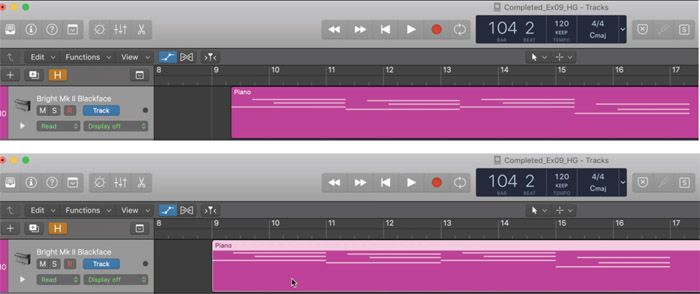 Completed_Ex09_HG - Tracks
104 2 120 4/4
KEEP Cmaj
BAR BEAT TEMPO
Edit Functions View
8 9 10 11 12 13 14 15 16 17
H
Piano
Bright Mk II Blackface
M S R Track
Read Display off
Completed_Ex09_HG - Tracks
104 2 120 4/4
KEEP Cmaj
BAR BEAT TEMPO
Edit Functions View
8 9 10 11 12 13 14 15 16 17
H
Piano
Bright Mk II Blackface
M S R Track
Read Display off